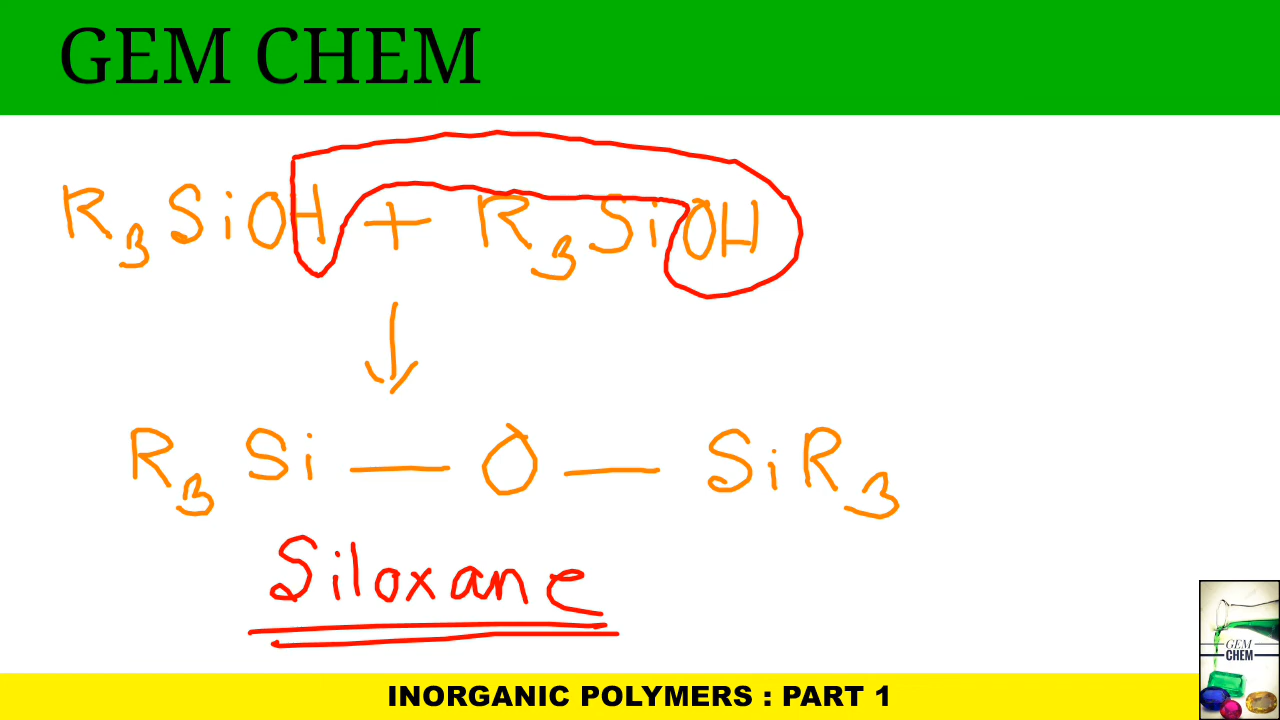 GEM CHEM
R₃SiOH + R₃SiOH
↓
R₃Si — O — SiR₃
Siloxane
GEM
CHEM
INORGANIC POLYMERS : PART 1